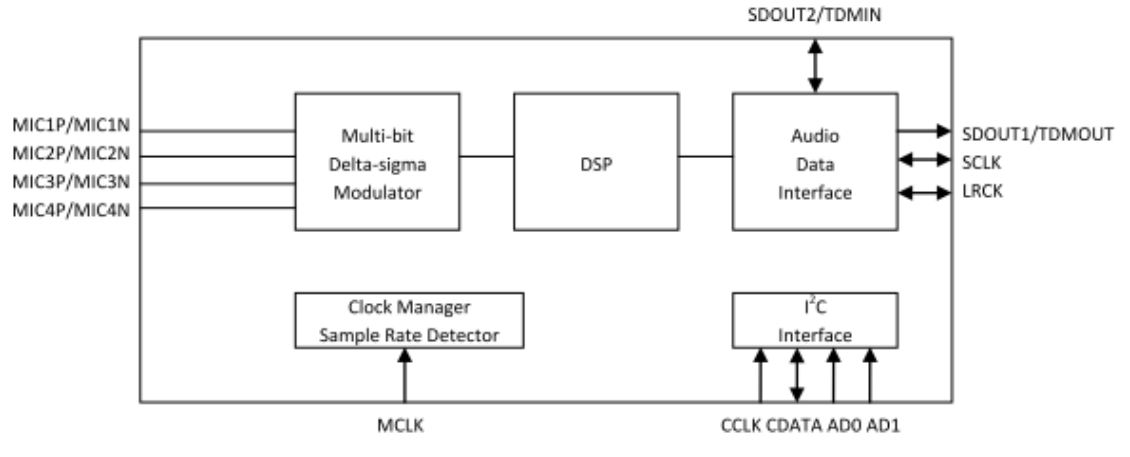 SDOUT2/TDMIN
MIC1P/MIC1N
MIC2P/MIC2N
MIC3P/MIC3N
MIC4P/MIC4N
Multi-bit
Delta-sigma
Modulator
DSP
Audio
Data
Interface
SDOUT1/TDMOUT
SCLK
LRCK
Clock Manager
Sample Rate Detector
I²C
Interface
MCLK
CCLK CDATA AD0 AD1